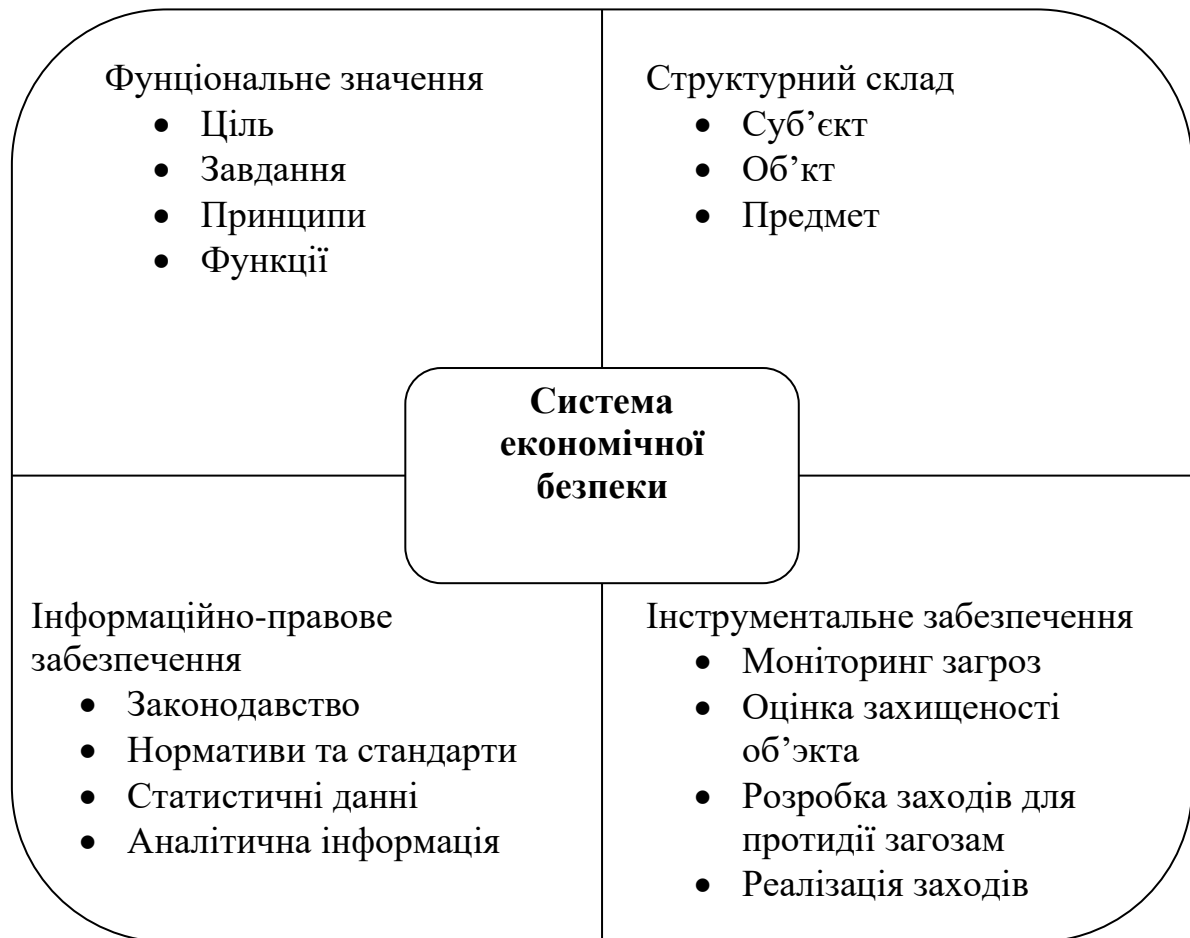 Фунціональне значення
• Ціль
• Завдання
• Принципи
• Функції
Структурний склад
• Суб’єкт
• Об’кт
• Предмет
Система
економічної
безпеки
Інформаційно-правове
забезпечення
• Законодавство
• Нормативи та стандарти
• Статистичні данні
• Аналітична інформація
Інструментальне забезпечення
• Моніторинг загроз
• Оцінка захищеності
об’экта
• Розробка заходів для
протидії загозам
• Реалізація заходів